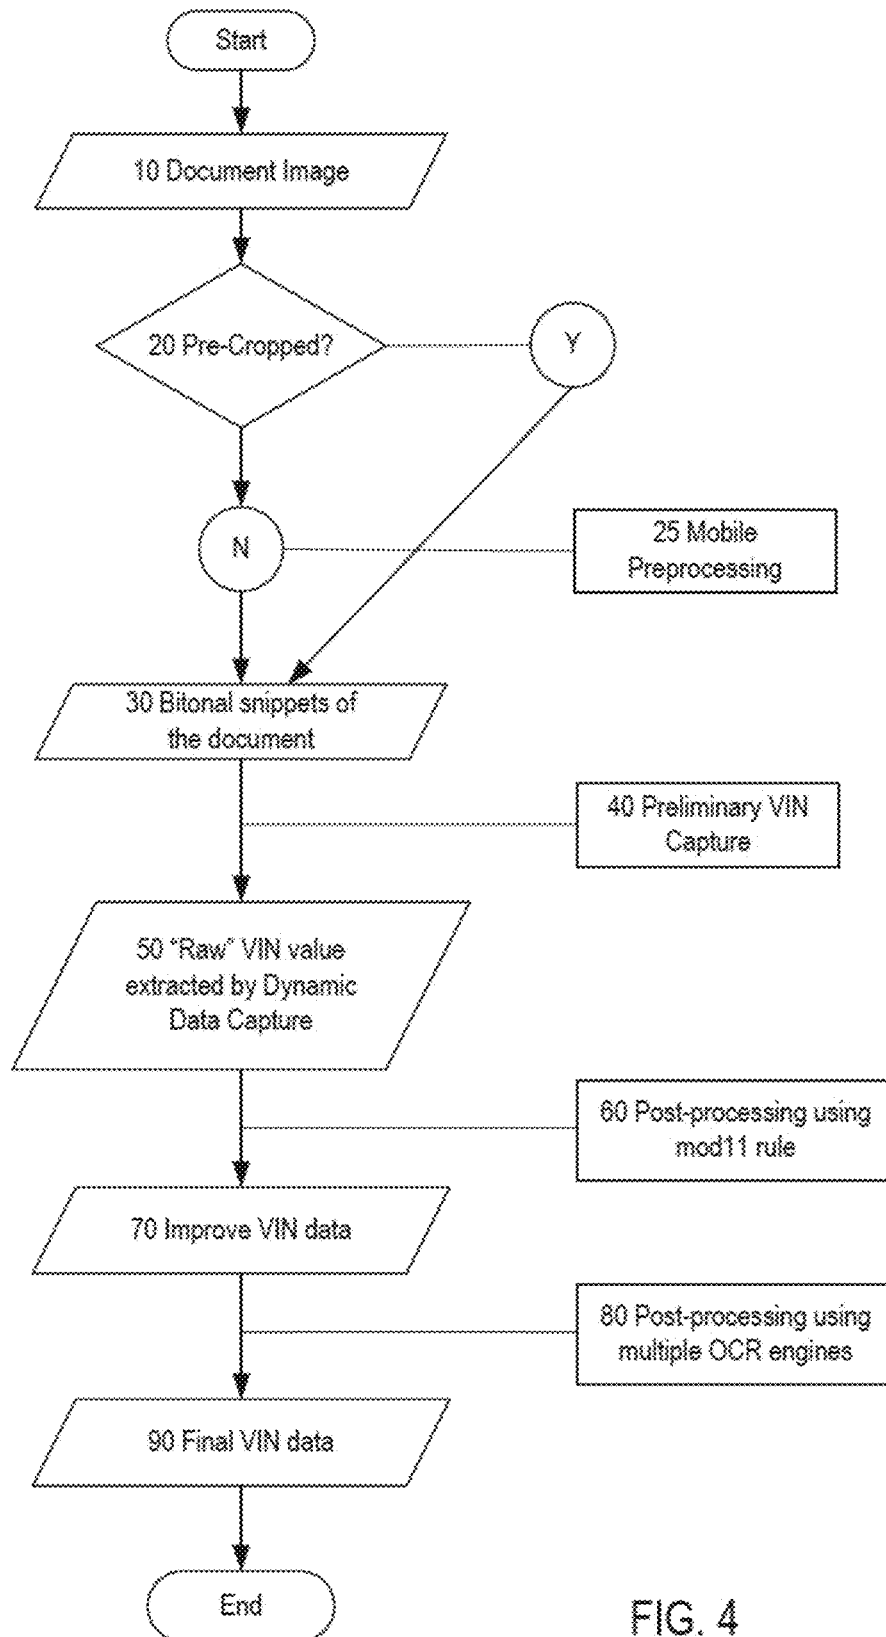 Start
10 Document Image
20 Pre-Cropped?
Y
N
25 Mobile
Preprocessing
30 Bitonal snippets of
the document
40 Preliminary VIN
Capture
50 "Raw" VIN value
extracted by Dynamic
Data Capture
60 Post-processing using
mod11 rule
70 Improve VIN data
80 Post-processing using
multiple OCR engines
90 Final VIN data
End
FIG. 4